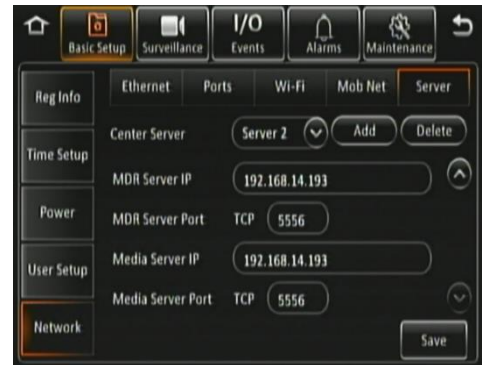 I/O
Basic Setup Surveillance Events Alarms Maintenance
Reg Info
Time Setup
Power
User Setup
Network
Ethernet Ports Wi-Fi Mob Net Server
Center Server Server 2 Add Delete
MDR Server IP 192.168.14.193
MDR Server Port TCP 5556
Media Server IP 192.168.14.193
Media Server Port TCP 5556
Save